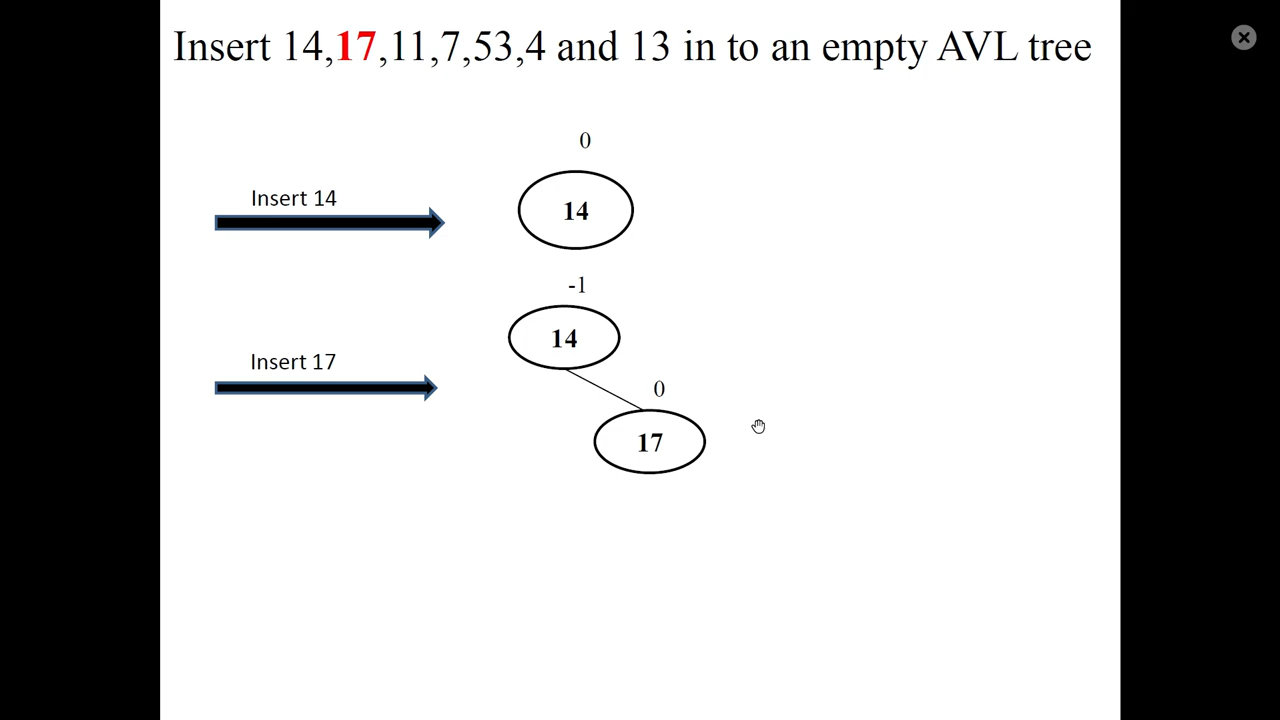 Insert 14,17,11,7,53,4 and 13 in to an empty AVL tree
0
Insert 14
14
-1
14
Insert 17
0
17